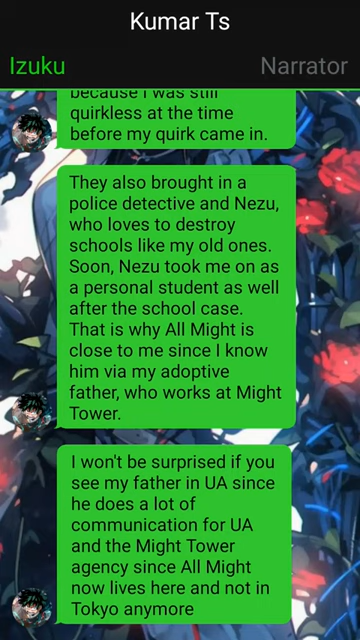 Kumar Ts
Izuku
Narrator
because I was still
quirkless at the time
before my quirk came in.
They also brought in a
police detective and Nezu,
who loves to destroy
schools like my old ones.
Soon, Nezu took me on as
a personal student as well
after the school case.
That is why All Might is
close to me since I know
him via my adoptive
father, who works at Might
Tower.
I won't be surprised if you
see my father in UA since
he does a lot of
communication for UA
and the Might Tower
agency since All Might
now lives here and not in
Tokyo anymore